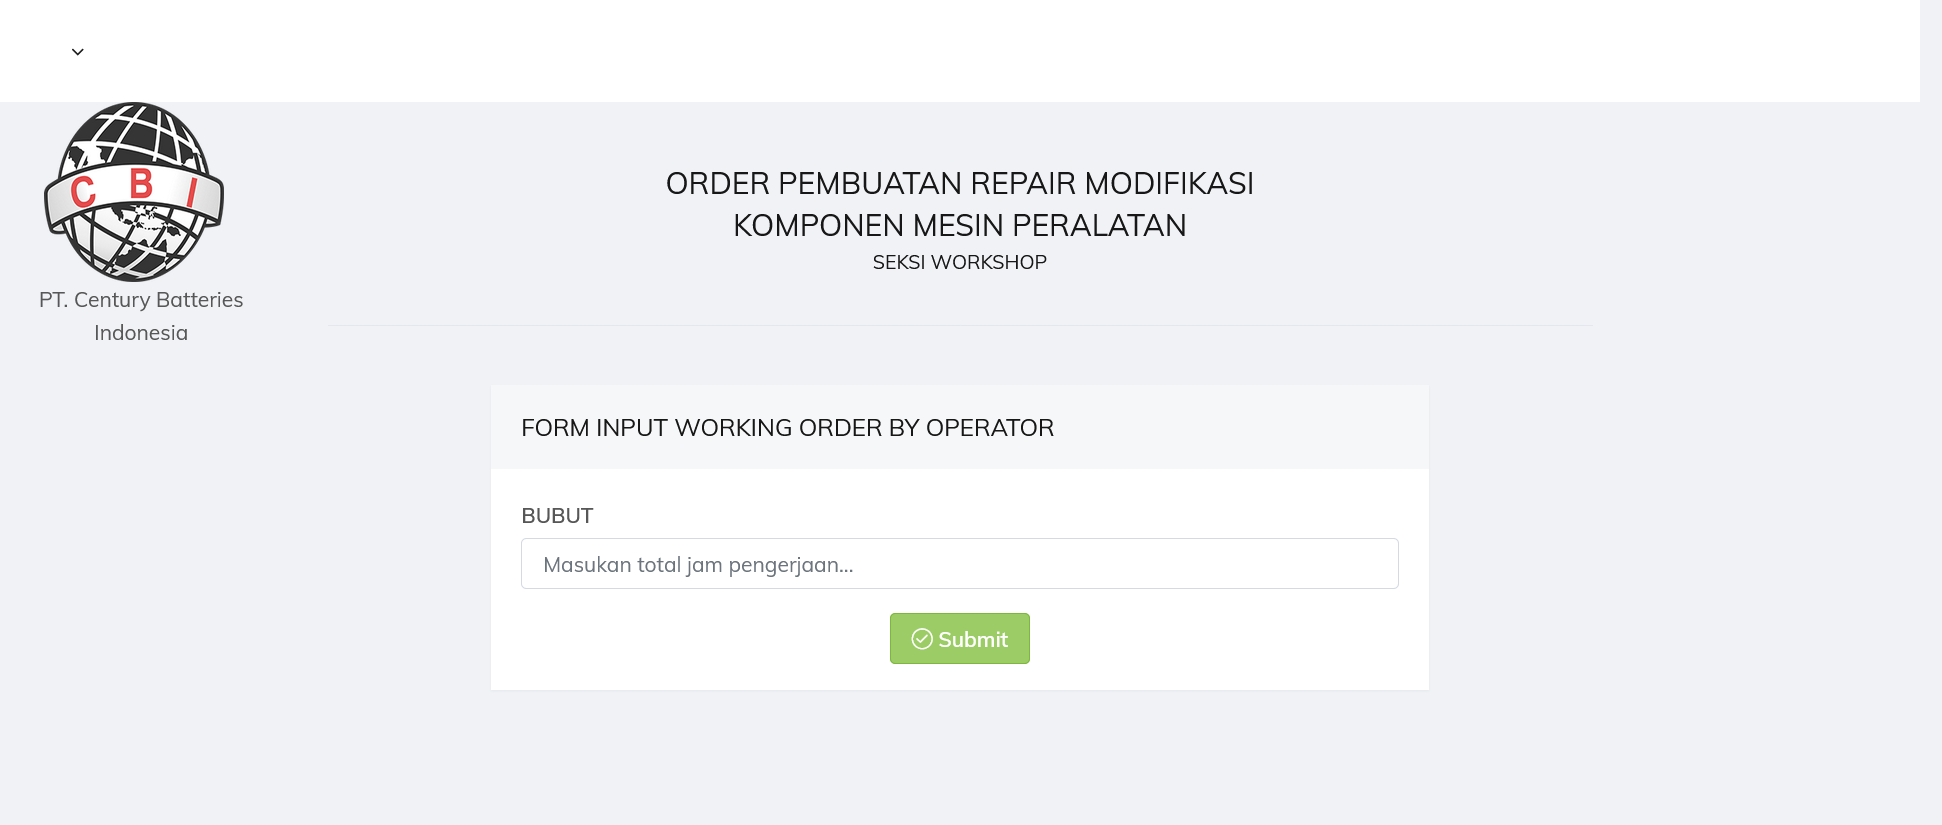 C B I
PT. Century Batteries
Indonesia
ORDER PEMBUATAN REPAIR MODIFIKASI
KOMPONEN MESIN PERALATAN
SEKSI WORKSHOP
FORM INPUT WORKING ORDER BY OPERATOR
BUBUT
Masukan total jam pengerjaan...
Submit